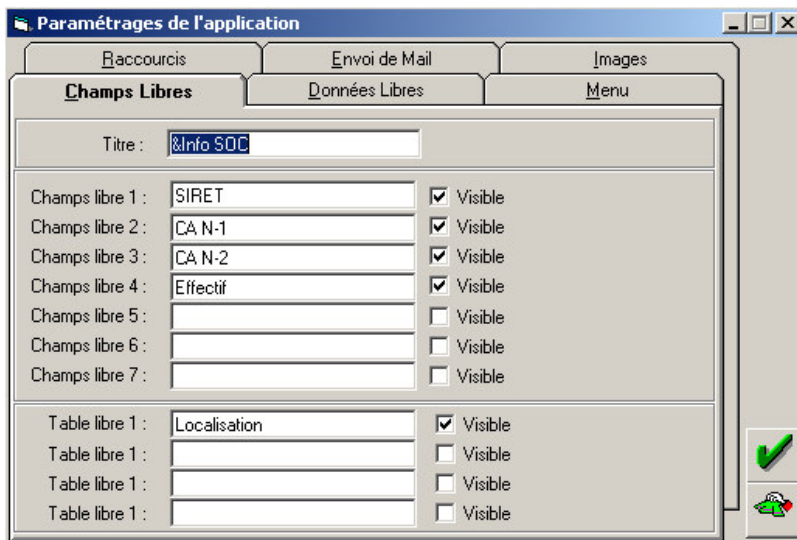 Paramétrages de l'application
Raccourcis Envoi de Mail Images
Champs Libres Données Libres Menu
Titre : &Info SOC
Champs libre 1 : SIRET Visible
Champs libre 2 : CA N-1 Visible
Champs libre 3 : CA N-2 Visible
Champs libre 4 : Effectif Visible
Champs libre 5 : Visible
Champs libre 6 : Visible
Champs libre 7 : Visible
Table libre 1 : Localisation Visible
Table libre 1 : Visible
Table libre 1 : Visible
Table libre 1 : Visible